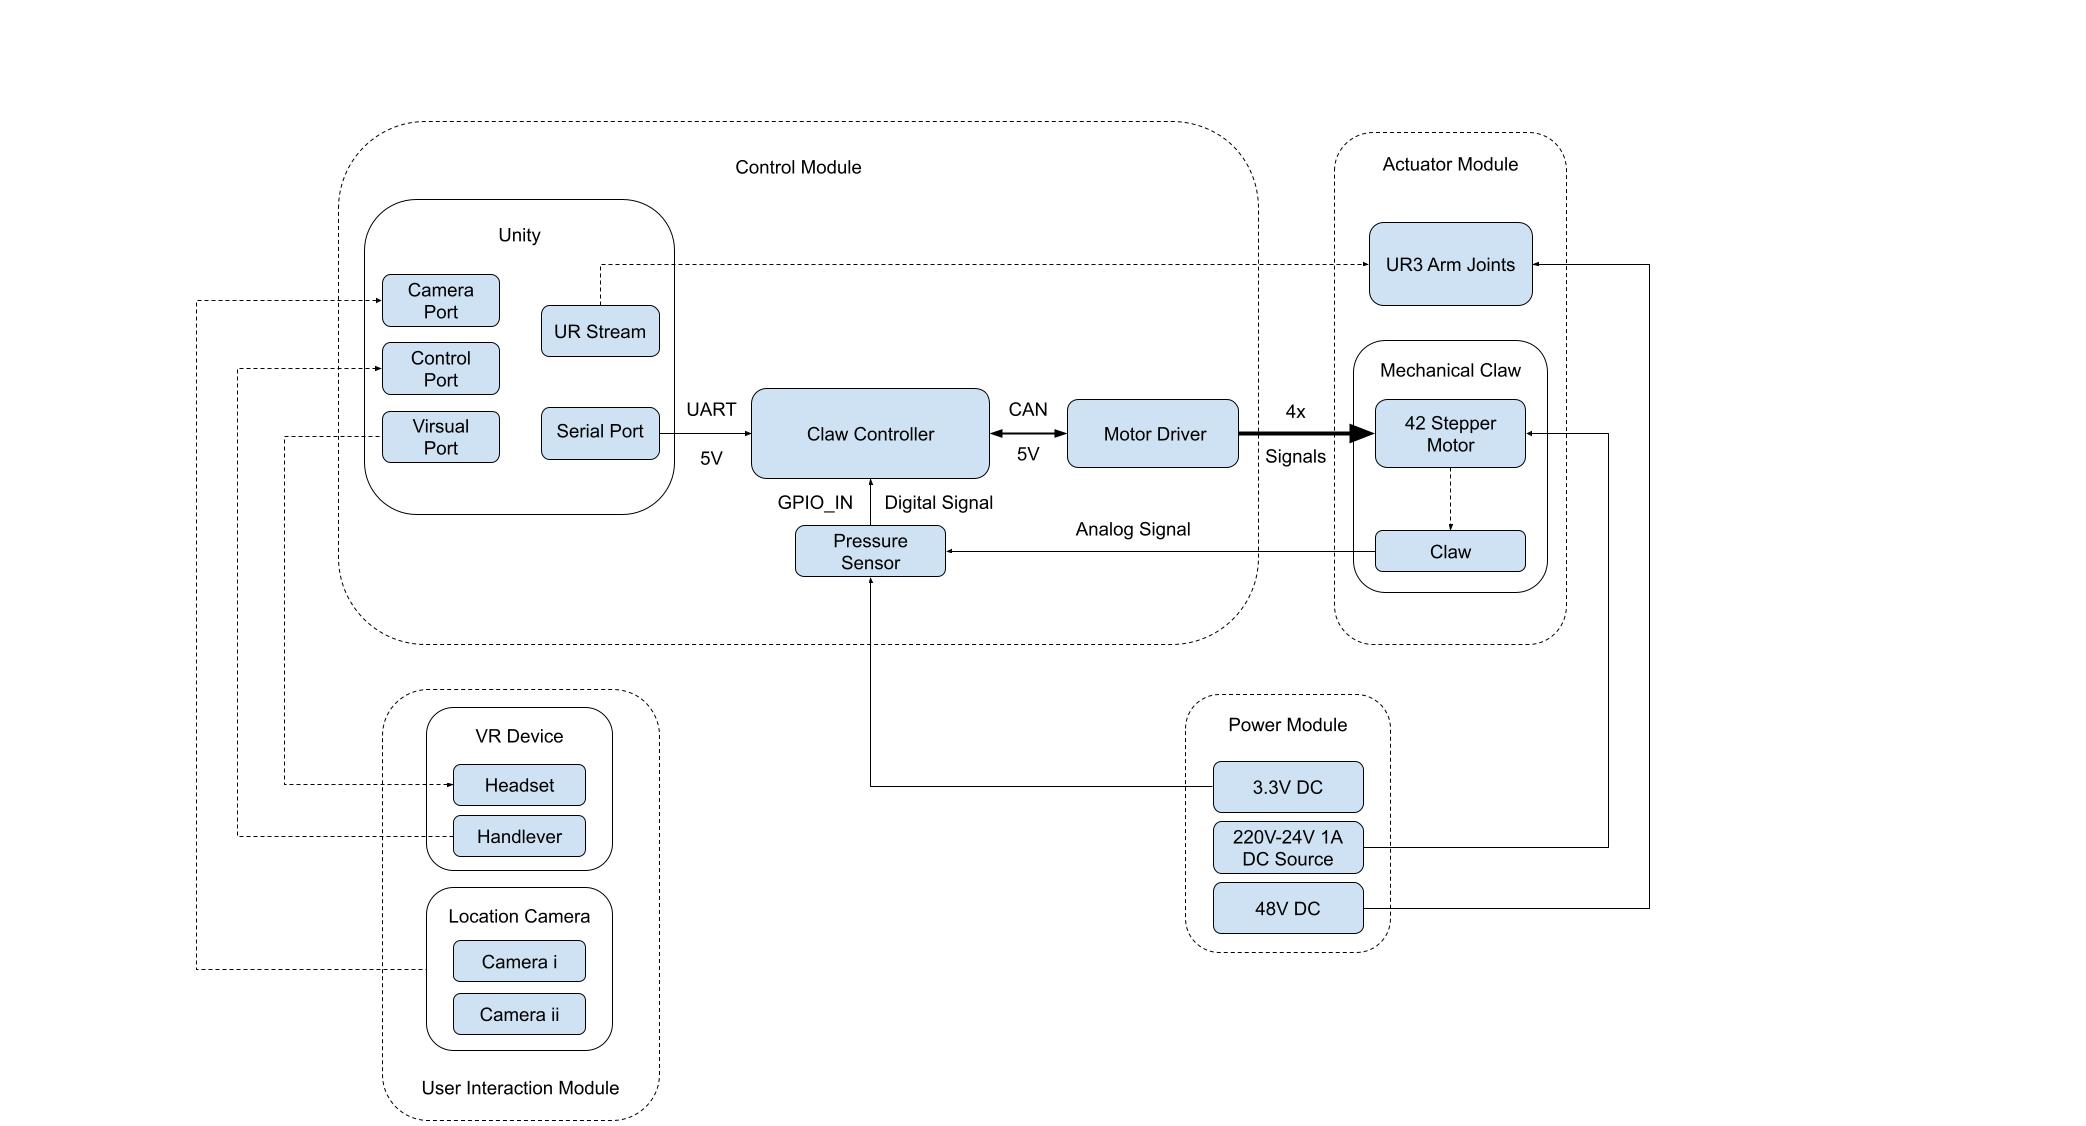 Control Module
Actuator Module
Unity
Camera
Port
UR Stream
Control
Port
Virsual
Port
Serial Port
UART
5V
Claw Controller
CAN
5V
Motor Driver
4x
Signals
UR3 Arm Joints
Mechanical Claw
42 Stepper
Motor
Claw
GPIO_IN
Digital Signal
Pressure
Sensor
Analog Signal
VR Device
Headset
Handlever
Location Camera
Camera i
Camera ii
User Interaction Module
Power Module
3.3V DC
220V-24V 1A
DC Source
48V DC